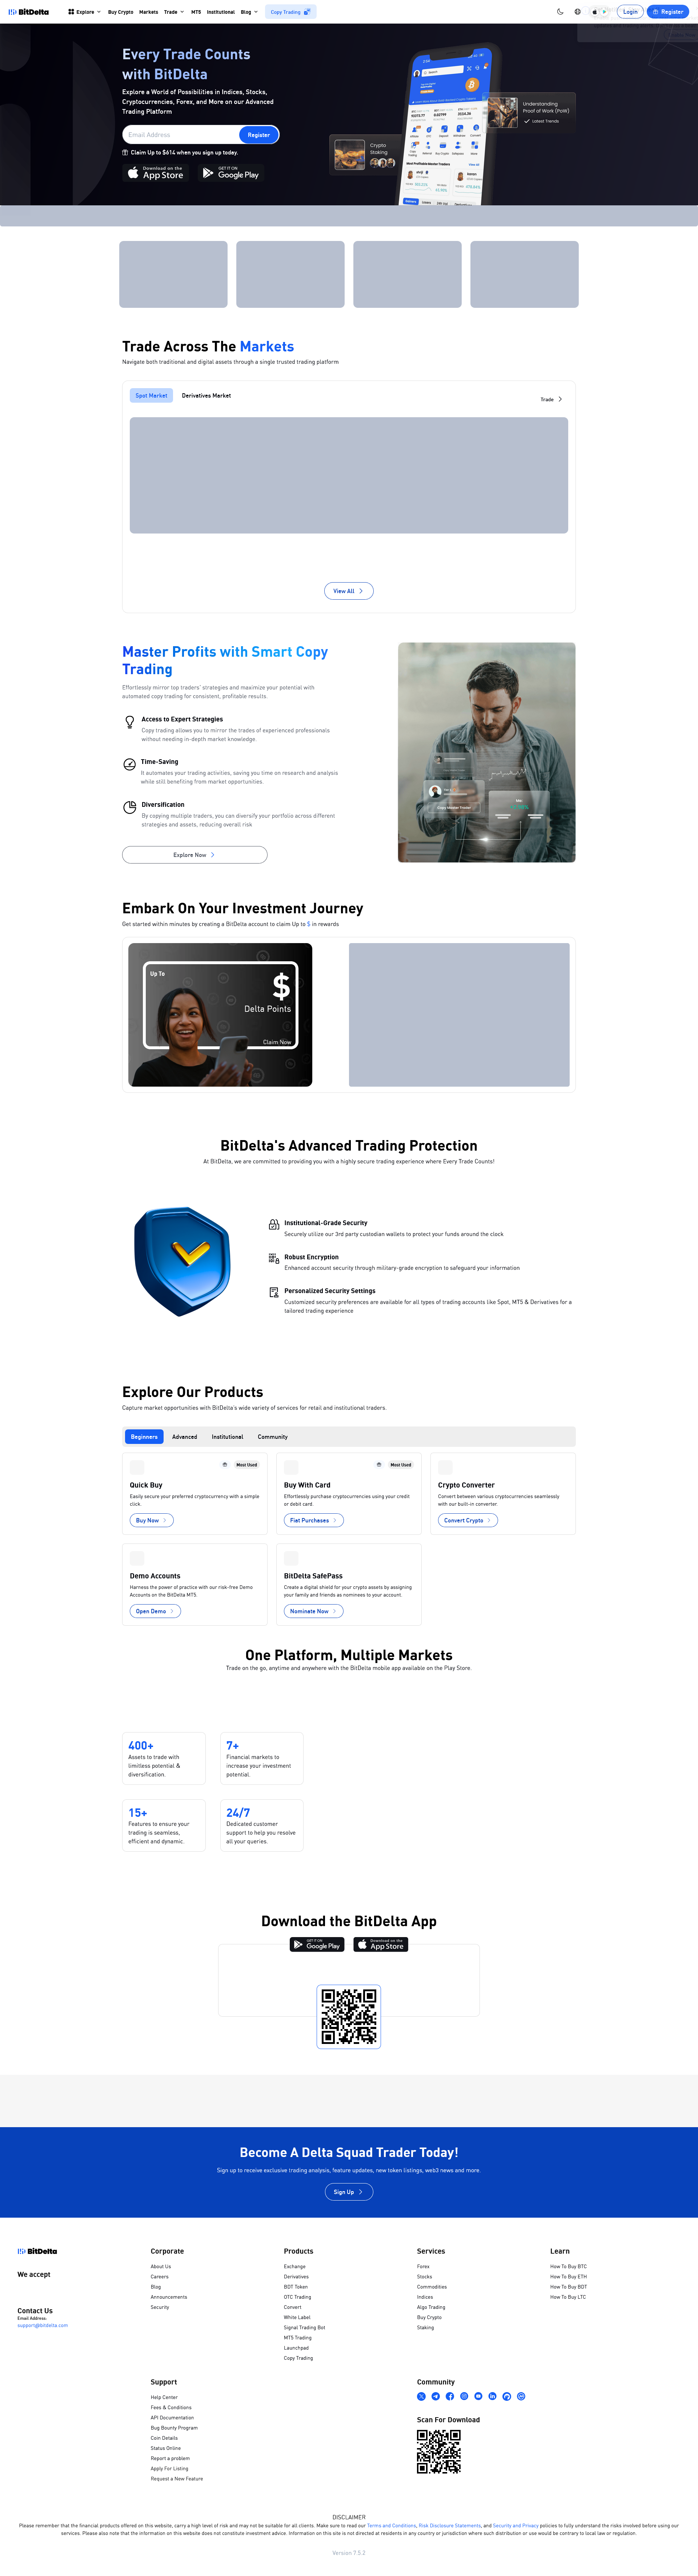 BitDelta
Explore
Buy Crypto
Markets
Trade
MT5
Institutional
Blog
Copy Trading
Login
Register
Every Trade Counts
with BitDelta
Explore a World of Possibilities in Indices, Stocks,
Cryptocurrencies, Forex, and More on our Advanced
Trading Platform
Email Address
Register
Claim Up to $614 when you sign up today.
Download on the
App Store
GET IT ON
Google Play
Crypto
Staking
Understanding
Proof of Work (PoW)
Latest Trends
Trade Across The Markets
Navigate both traditional and digital assets through a single trusted trading platform
Spot Market
Derivatives Market
Trade
View All
Master Profits with Smart Copy
Trading
Effortlessly mirror top traders' strategies and maximize your potential with
automated copy trading for consistent, profitable results.
Access to Expert Strategies
Copy trading allows you to mirror the trades of experienced professionals
without needing in-depth market knowledge.
Time-Saving
It automates your trading activities, saving you time on research and analysis
while still benefiting from market opportunities.
Diversification
By copying multiple traders, you can diversify your portfolio across different
strategies and assets, reducing overall risk
Explore Now
Embark On Your Investment Journey
Get started within minutes by creating a BitDelta account to claim Up to $ in rewards
Up To
$
Delta Points
Claim Now
BitDelta's Advanced Trading Protection
At BitDelta, we are committed to providing you with a highly secure trading experience where Every Trade Counts!
Institutional-Grade Security
Securely utilize our 3rd party custodian wallets to protect your funds around the clock
Robust Encryption
Enhanced account security through military-grade encryption to safeguard your information
Personalized Security Settings
Customized security preferences are available for all types of trading accounts like Spot, MT5 & Derivatives for a
tailored trading experience
Explore Our Products
Capture market opportunities with BitDelta's wide variety of services for retail and institutional traders.
Beginners
Advanced
Institutional
Community
Most Used
Quick Buy
Easily secure your preferred cryptocurrency with a simple
click.
Buy Now
Most Used
Buy With Card
Effortlessly purchase cryptocurrencies using your credit
or debit card.
Fiat Purchases
Crypto Converter
Convert between various cryptocurrencies seamlessly
with our built-in converter.
Convert Crypto
Demo Accounts
Harness the power of practice with our risk-free Demo
Accounts on the BitDelta MT5.
Open Demo
BitDelta SafePass
Create a digital shield for your crypto assets by assigning
your family and friends as nominees to your account.
Nominate Now
One Platform, Multiple Markets
Trade on the go, anytime and anywhere with the BitDelta mobile app available on the Play Store.
400+
Assets to trade with
limitless potential &
diversification.
7+
Financial markets to
increase your investment
potential.
15+
Features to ensure your
trading is seamless,
efficient and dynamic.
24/7
Dedicated customer
support to help you resolve
all your queries.
Download the BitDelta App
GET IT ON
Google Play
Download on the
App Store
Become A Delta Squad Trader Today!
Sign up to receive exclusive trading analysis, feature updates, new token listings, web3 news and more.
Sign Up
BitDelta
We accept
Contact Us
Email Address:
support@bitdelta.com
Corporate
About Us
Careers
Blog
Announcements
Security
Products
Exchange
Derivatives
BDT Token
OTC Trading
Convert
White Label
Signal Trading Bot
MT5 Trading
Launchpad
Copy Trading
Services
Forex
Stocks
Commodities
Indices
Algo Trading
Buy Crypto
Staking
Learn
How To Buy BTC
How To Buy ETH
How To Buy BDT
How To Buy LTC
Support
Help Center
Fees & Conditions
API Documentation
Bug Bounty Program
Coin Details
Status Online
Report a problem
Apply For Listing
Request a New Feature
Community
Scan For Download
DISCLAIMER
Please remember that the financial products offered on this website, carry a high level of risk and may not be suitable for all clients. Make sure to read our Terms and Conditions, Risk Disclosure Statements, and Security and Privacy policies to fully understand the risks involved before using our
services. Please also note that the information on this website does not constitute investment advice. Information on this site is not directed at residents in any country or jurisdiction where such distribution or use would be contrary to local law or regulation.
Version 7.5.2